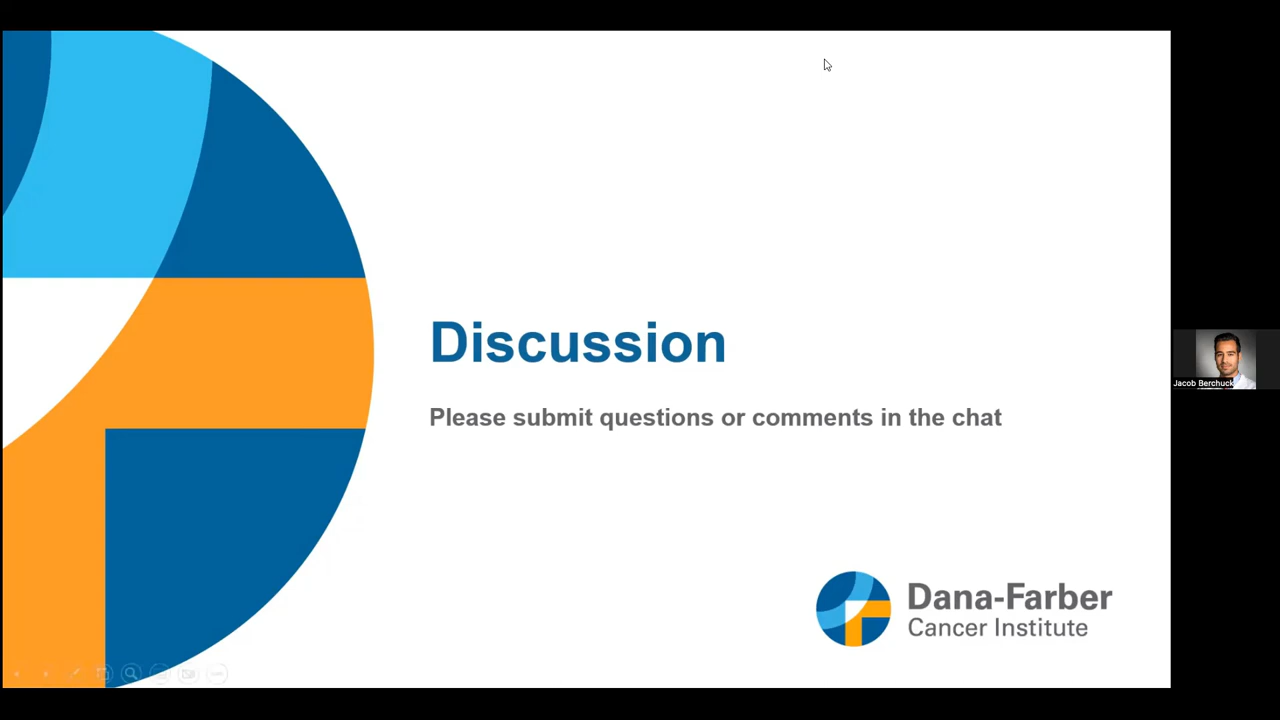 Discussion
Please submit questions or comments in the chat
Jacob Berchuck
Dana-Farber
Cancer Institute